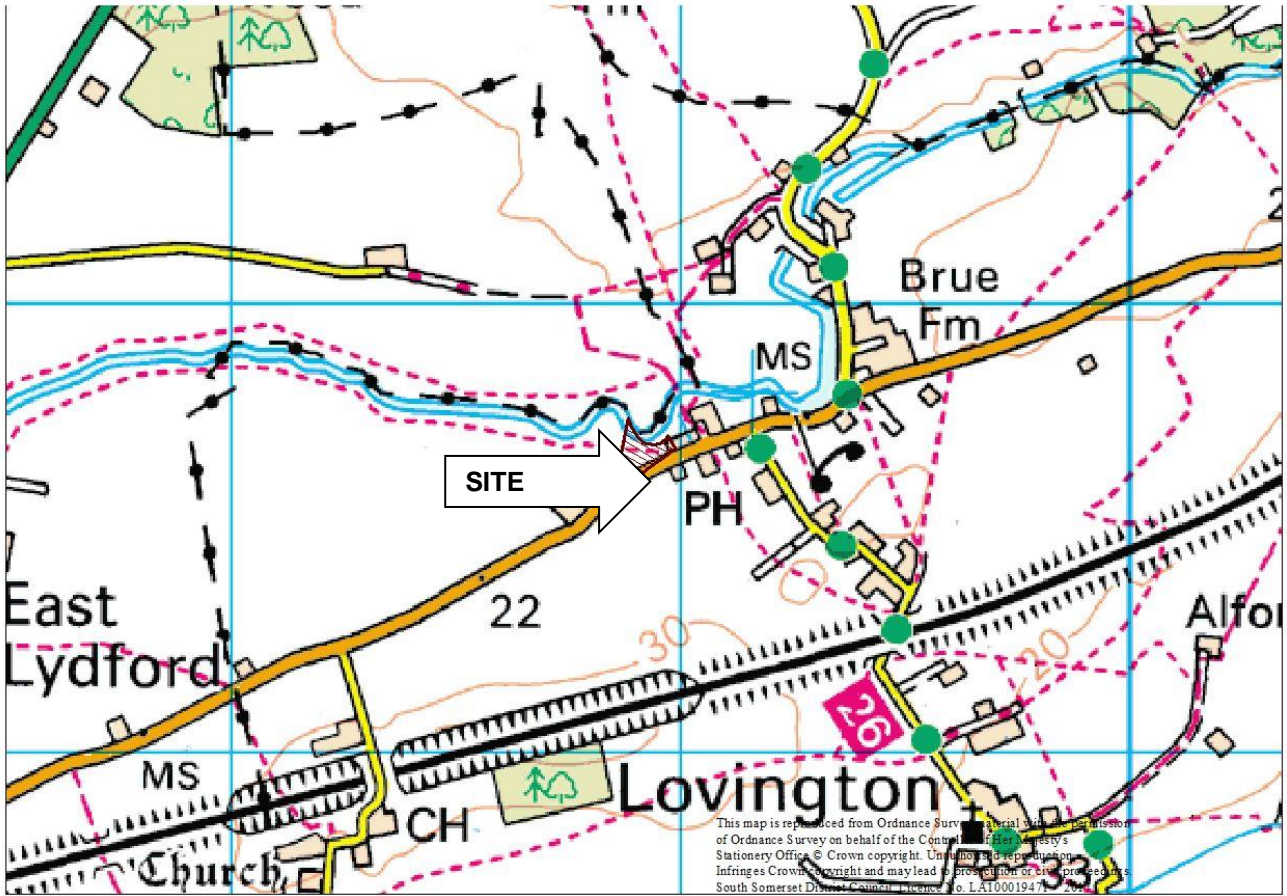 Brue
Fm
MS
SITE
PH
East
Lydford
22
30
20
Alfo
26
MS
Lovington
CH
Church
33
This map is reproduced from Ordnance Survey material with the permission
of Ordnance Survey on behalf of the Controller of Her Majesty's
Stationery Office © Crown copyright. Unauthorised reproduction
Infringes Crown copyright and may lead to prosecution or civil proceedings.
South Somerset District Council. Licence No.